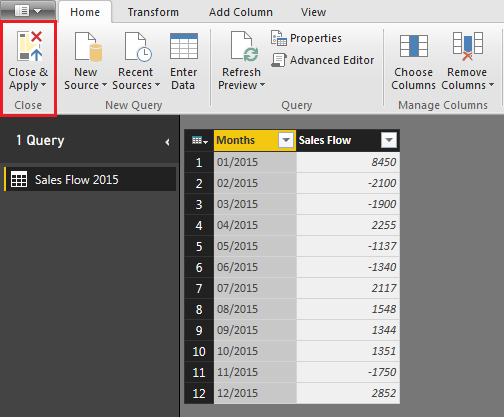 Home Transform Add Column View
Close & Apply
New Source
Recent Sources
Enter Data
Refresh Preview
Properties
Advanced Editor
Choose Columns
Remove Columns
Close New Query Query Manage Columns
1 Query
Sales Flow 2015
Months Sales Flow
1 01/2015 8450
2 02/2015 -2100
3 03/2015 -1900
4 04/2015 2255
5 05/2015 -1137
6 06/2015 -1340
7 07/2015 2117
8 08/2015 1548
9 09/2015 1344
10 10/2015 1351
11 11/2015 -1750
12 12/2015 2852